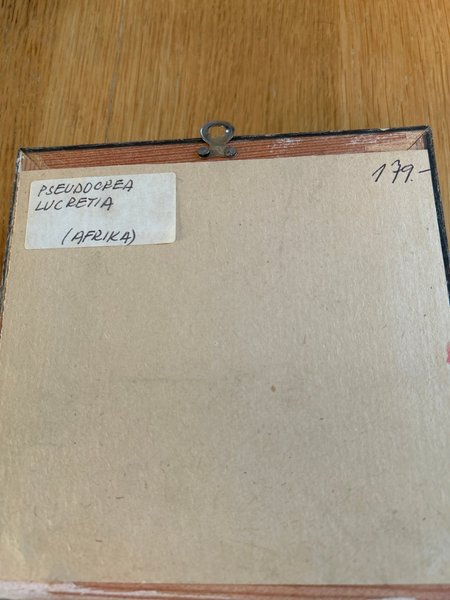 PSEUDOCREA
LUCRETIA
(AFRIKA)
179.-